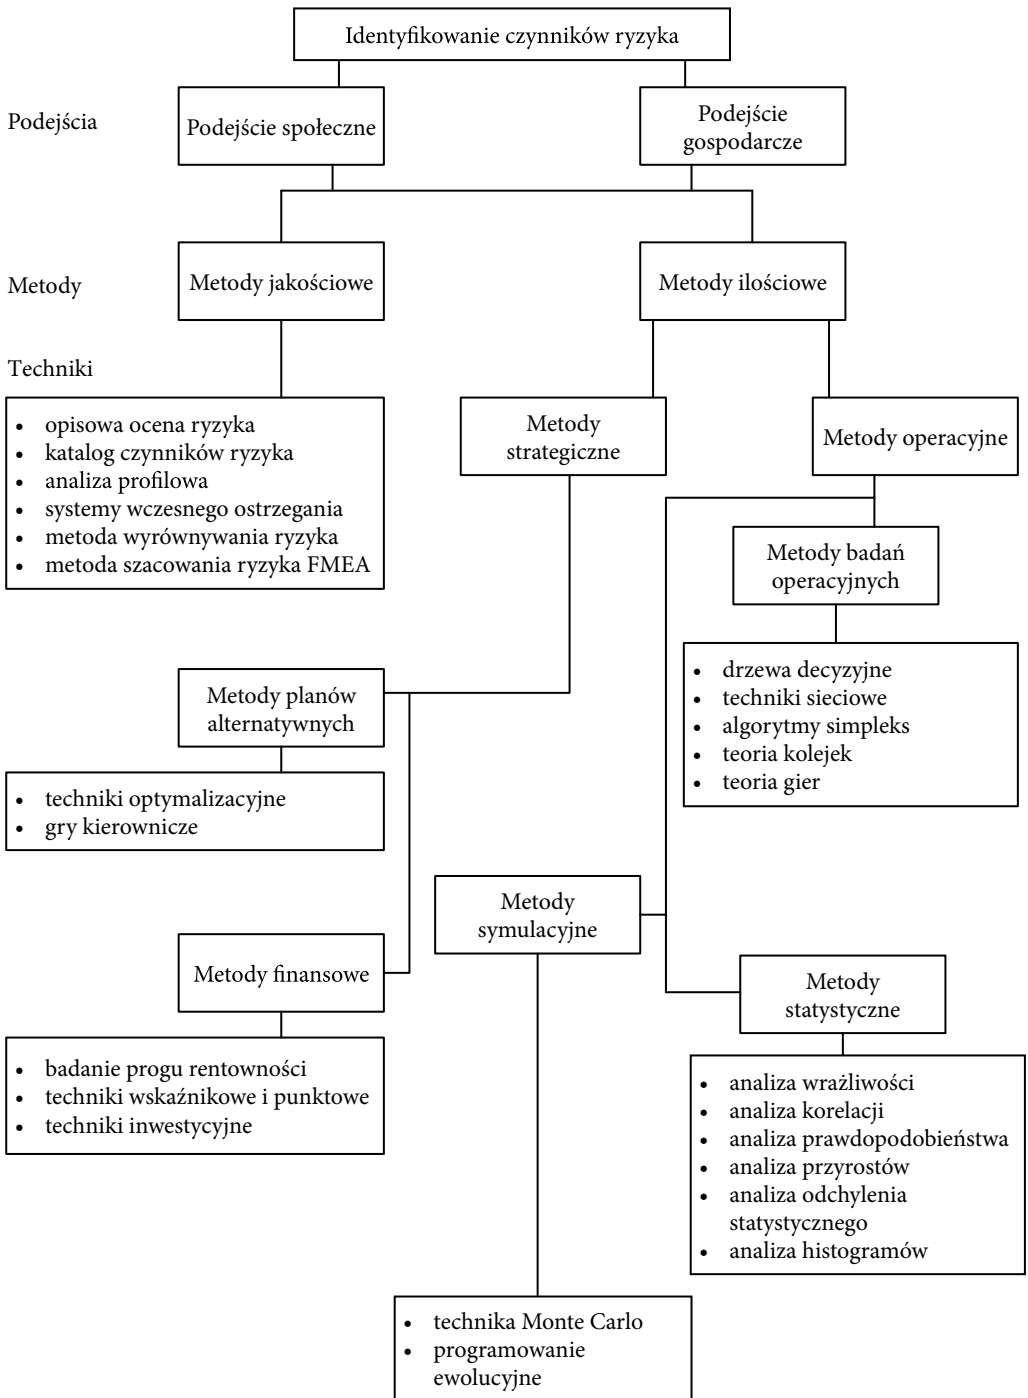 Identyfikowanie czynników ryzyka
Podejścia
Podejście społeczne
Podejście
gospodarcze
Metody
Metody jakościowe
Metody ilościowe
Techniki
• opisowa ocena ryzyka
• katalog czynników ryzyka
• analiza profilowa
• systemy wczesnego ostrzegania
• metoda wyrównywania ryzyka
• metoda szacowania ryzyka FMEA
Metody
strategiczne
Metody operacyjne
Metody badań
operacyjnych
• drzewa decyzyjne
• techniki sieciowe
• algorytmy simpleks
• teoria kolejek
• teoria gier
Metody planów
alternatywnych
• techniki optymalizacyjne
• gry kierownicze
Metody
symulacyjne
Metody finansowe
• badanie progu rentowności
• techniki wskaźnikowe i punktowe
• techniki inwestycyjne
Metody
statystyczne
• analiza wrażliwości
• analiza korelacji
• analiza prawdopodobieństwa
• analiza przyrostów
• analiza odchylenia
statystycznego
• analiza histogramów
• technika Monte Carlo
• programowanie
ewolucyjne